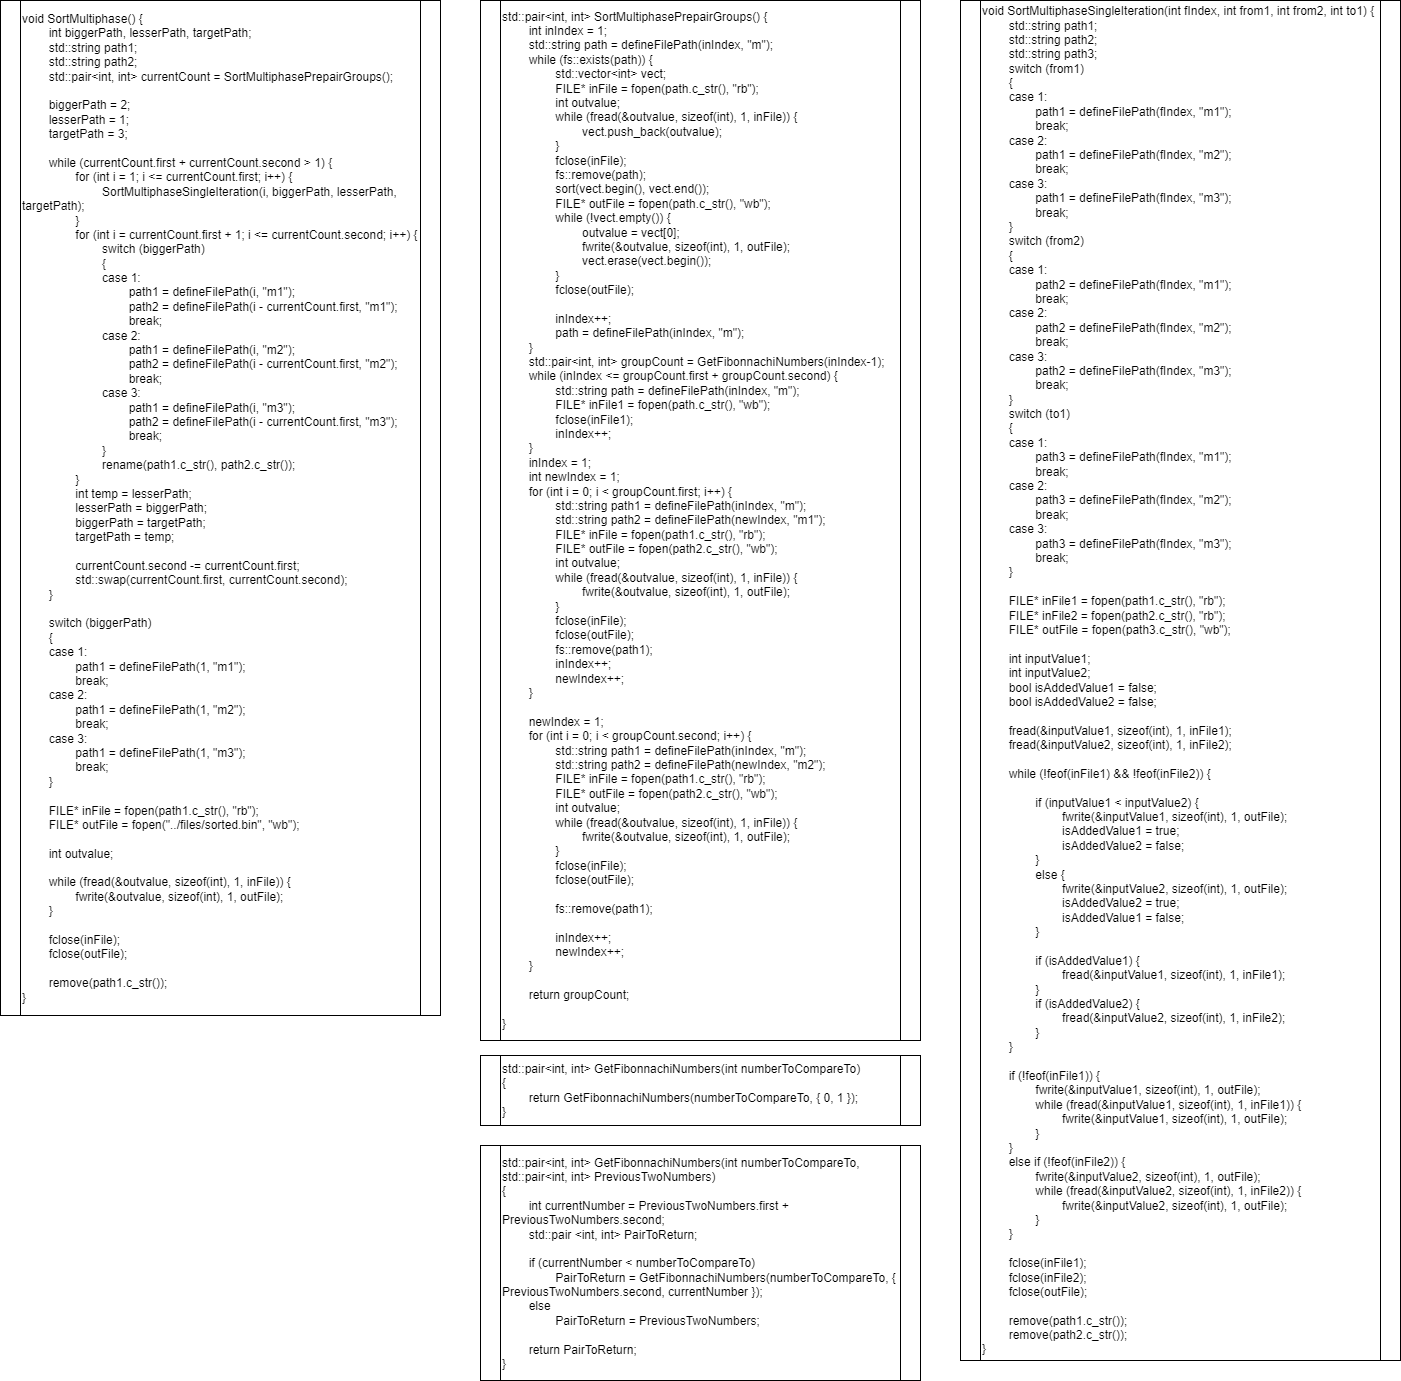 void SortMultiphase() {
int biggerPath, lesserPath, targetPath;
std::string path1;
std::string path2;
std::pair<int, int> currentCount = SortMultiphasePrepairGroups();
biggerPath = 2;
lesserPath = 1;
targetPath = 3;
while (currentCount.first + currentCount.second > 1) {
for (int i = 1; i <= currentCount.first; i++) {
SortMultiphaseSingleIteration(i, biggerPath, lesserPath,
targetPath);
}
for (int i = currentCount.first + 1; i <= currentCount.second; i++) {
switch (biggerPath)
{
case 1:
path1 = defineFilePath(i, "m1");
path2 = defineFilePath(i - currentCount.first, "m1");
break;
case 2:
path1 = defineFilePath(i, "m2");
path2 = defineFilePath(i - currentCount.first, "m2");
break;
case 3:
path1 = defineFilePath(i, "m3");
path2 = defineFilePath(i - currentCount.first, "m3");
break;
}
rename(path1.c_str(), path2.c_str());
}
int temp = lesserPath;
lesserPath = biggerPath;
biggerPath = targetPath;
targetPath = temp;
currentCount.second -= currentCount.first;
std::swap(currentCount.first, currentCount.second);
}
switch (biggerPath)
{
case 1:
path1 = defineFilePath(1, "m1");
break;
case 2:
path1 = defineFilePath(1, "m2");
break;
case 3:
path1 = defineFilePath(1, "m3");
break;
}
FILE* inFile = fopen(path1.c_str(), "rb");
FILE* outFile = fopen("../files/sorted.bin", "wb");
int outvalue;
while (fread(&outvalue, sizeof(int), 1, inFile)) {
fwrite(&outvalue, sizeof(int), 1, outFile);
}
fclose(inFile);
fclose(outFile);
remove(path1.c_str());
}
std::pair<int, int> SortMultiphasePrepairGroups() {
int inIndex = 1;
std::string path = defineFilePath(inIndex, "m");
while (fs::exists(path)) {
std::vector<int> vect;
FILE* inFile = fopen(path.c_str(), "rb");
int outvalue;
while (fread(&outvalue, sizeof(int), 1, inFile)) {
vect.push_back(outvalue);
}
fclose(inFile);
fs::remove(path);
sort(vect.begin(), vect.end());
FILE* outFile = fopen(path.c_str(), "wb");
while (!vect.empty()) {
outvalue = vect[0];
fwrite(&outvalue, sizeof(int), 1, outFile);
vect.erase(vect.begin());
}
fclose(outFile);
inIndex++;
path = defineFilePath(inIndex, "m");
}
std::pair<int, int> groupCount = GetFibonnachiNumbers(inIndex-1);
while (inIndex <= groupCount.first + groupCount.second) {
std::string path = defineFilePath(inIndex, "m");
FILE* inFile1 = fopen(path.c_str(), "wb");
fclose(inFile1);
inIndex++;
}
inIndex = 1;
int newIndex = 1;
for (int i = 0; i < groupCount.first; i++) {
std::string path1 = defineFilePath(inIndex, "m");
std::string path2 = defineFilePath(newIndex, "m1");
FILE* inFile = fopen(path1.c_str(), "rb");
FILE* outFile = fopen(path2.c_str(), "wb");
int outvalue;
while (fread(&outvalue, sizeof(int), 1, inFile)) {
fwrite(&outvalue, sizeof(int), 1, outFile);
}
fclose(inFile);
fclose(outFile);
fs::remove(path1);
inIndex++;
newIndex++;
}
newIndex = 1;
for (int i = 0; i < groupCount.second; i++) {
std::string path1 = defineFilePath(inIndex, "m");
std::string path2 = defineFilePath(newIndex, "m2");
FILE* inFile = fopen(path1.c_str(), "rb");
FILE* outFile = fopen(path2.c_str(), "wb");
int outvalue;
while (fread(&outvalue, sizeof(int), 1, inFile)) {
fwrite(&outvalue, sizeof(int), 1, outFile);
}
fclose(inFile);
fclose(outFile);
fs::remove(path1);
inIndex++;
newIndex++;
}
return groupCount;
}
std::pair<int, int> GetFibonnachiNumbers(int numberToCompareTo)
{
return GetFibonnachiNumbers(numberToCompareTo, { 0, 1 });
}
std::pair<int, int> GetFibonnachiNumbers(int numberToCompareTo,
std::pair<int, int> PreviousTwoNumbers)
{
int currentNumber = PreviousTwoNumbers.first +
PreviousTwoNumbers.second;
std::pair <int, int> PairToReturn;
if (currentNumber < numberToCompareTo)
PairToReturn = GetFibonnachiNumbers(numberToCompareTo, {
PreviousTwoNumbers.second, currentNumber });
else
PairToReturn = PreviousTwoNumbers;
return PairToReturn;
}
void SortMultiphaseSingleIteration(int fIndex, int from1, int from2, int to1) {
std::string path1;
std::string path2;
std::string path3;
switch (from1)
{
case 1:
path1 = defineFilePath(fIndex, "m1");
break;
case 2:
path1 = defineFilePath(fIndex, "m2");
break;
case 3:
path1 = defineFilePath(fIndex, "m3");
break;
}
switch (from2)
{
case 1:
path2 = defineFilePath(fIndex, "m1");
break;
case 2:
path2 = defineFilePath(fIndex, "m2");
break;
case 3:
path2 = defineFilePath(fIndex, "m3");
break;
}
switch (to1)
{
case 1:
path3 = defineFilePath(fIndex, "m1");
break;
case 2:
path3 = defineFilePath(fIndex, "m2");
break;
case 3:
path3 = defineFilePath(fIndex, "m3");
break;
}
FILE* inFile1 = fopen(path1.c_str(), "rb");
FILE* inFile2 = fopen(path2.c_str(), "rb");
FILE* outFile = fopen(path3.c_str(), "wb");
int inputValue1;
int inputValue2;
bool isAddedValue1 = false;
bool isAddedValue2 = false;
fread(&inputValue1, sizeof(int), 1, inFile1);
fread(&inputValue2, sizeof(int), 1, inFile2);
while (!feof(inFile1) && !feof(inFile2)) {
if (inputValue1 < inputValue2) {
fwrite(&inputValue1, sizeof(int), 1, outFile);
isAddedValue1 = true;
isAddedValue2 = false;
}
else {
fwrite(&inputValue2, sizeof(int), 1, outFile);
isAddedValue2 = true;
isAddedValue1 = false;
}
if (isAddedValue1) {
fread(&inputValue1, sizeof(int), 1, inFile1);
}
if (isAddedValue2) {
fread(&inputValue2, sizeof(int), 1, inFile2);
}
}
if (!feof(inFile1)) {
fwrite(&inputValue1, sizeof(int), 1, outFile);
while (fread(&inputValue1, sizeof(int), 1, inFile1)) {
fwrite(&inputValue1, sizeof(int), 1, outFile);
}
}
else if (!feof(inFile2)) {
fwrite(&inputValue2, sizeof(int), 1, outFile);
while (fread(&inputValue2, sizeof(int), 1, inFile2)) {
fwrite(&inputValue2, sizeof(int), 1, outFile);
}
}
fclose(inFile1);
fclose(inFile2);
fclose(outFile);
remove(path1.c_str());
remove(path2.c_str());
}